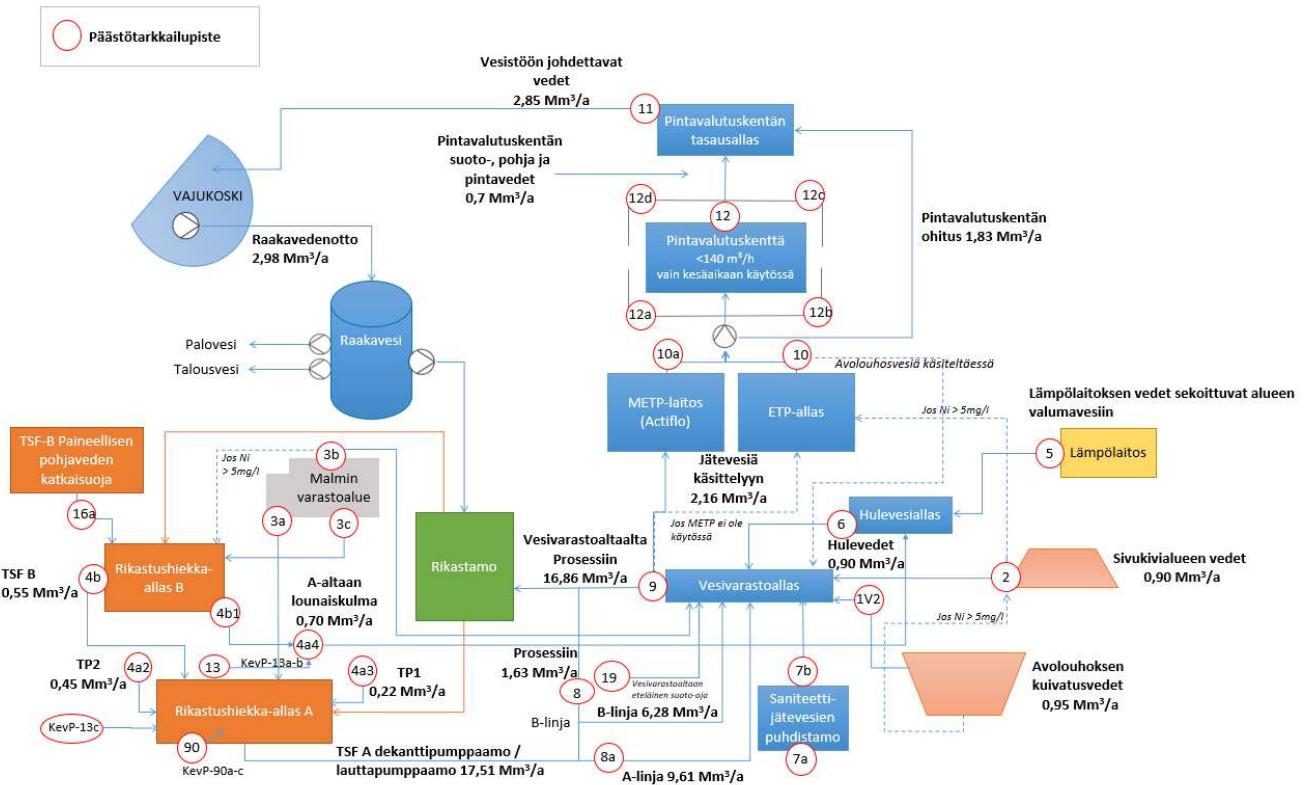 Päästötarkkailupiste
Vesistöön johdettavat
vedet
2,85 Mm³/a
11
Pintavalutuskentän
tasausallas
Pintavalutuskentän
suoto-, pohja ja
pintavedet
0,7 Mm³/a
VAJUKOSKI
12d
12c
12
Pintavalutuskentän
ohitus 1,83 Mm³/a
Raakavedenotto
2,98 Mm³/a
Pintavalutuskenttä
<140 m³/h
vain kesäaikaan käytössä
12a
12b
Raakavesi
Palovesi
Talousvesi
10a
10
Avolouhosvesiä käsiteltäessä
METP-laitos
(Actiflo)
ETP-allas
Jos Ni > 5mg/l
Lämpölaitoksen vedet sekoittuvat alueen
valumavesiin
5
Lämpölaitos
TSF-B Paineellisen
pohjaveden
katkaisuoja
Jos Ni
> 5mg/l
3b
Malmin
varastoalue
3a
3c
16a
Jätevesiä
käsittelyyn
2,16 Mm³/a
Jos METP ei ole
käytössä
Hulevesiallas
6
Hulevedet
0,90 Mm³/a
Sivukivialueen vedet
0,90 Mm³/a
2
TSF B
0,55 Mm³/a
4b
Rikastushiekka-
allas B
4b1
A-altaan
lounaiskulma
0,70 Mm³/a
4a4
Rikastamo
Vesivarastoaltaalta
Prosessiin
16,86 Mm³/a
9
Vesivarastoallas
1V2
Jos Ni > 5mg/l
TP2
0,45 Mm³/a
4a2
13
KevP-13a-b
4a3
TP1
0,22 Mm³/a
Prosessiin
1,63 Mm³/a
8
19
Vesivarastoaltaan
eteläinen suoto-oja
B-linja
B-linja 6,28 Mm³/a
7b
Saniteetti-
jätevesien
puhdistamo
7a
Avolouhoksen
kuivatusvedet
0,95 Mm³/a
KevP-13c
Rikastushiekka-allas A
90
KevP-90a-c
TSF A dekanttipumppaamo /
lauttapumppaamo 17,51 Mm³/a
8a
A-linja 9,61 Mm³/a